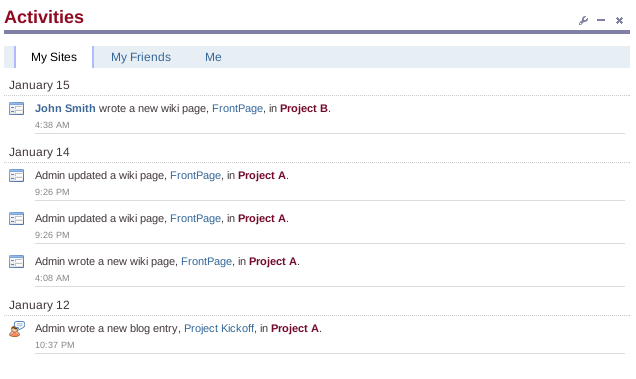 Activities
My Sites My Friends Me
January 15
John Smith wrote a new wiki page, FrontPage, in Project B.
4:38 AM
January 14
Admin updated a wiki page, FrontPage, in Project A.
9:26 PM
Admin updated a wiki page, FrontPage, in Project A.
9:26 PM
Admin wrote a new wiki page, FrontPage, in Project A.
4:08 AM
January 12
Admin wrote a new blog entry, Project Kickoff, in Project A.
10:37 PM